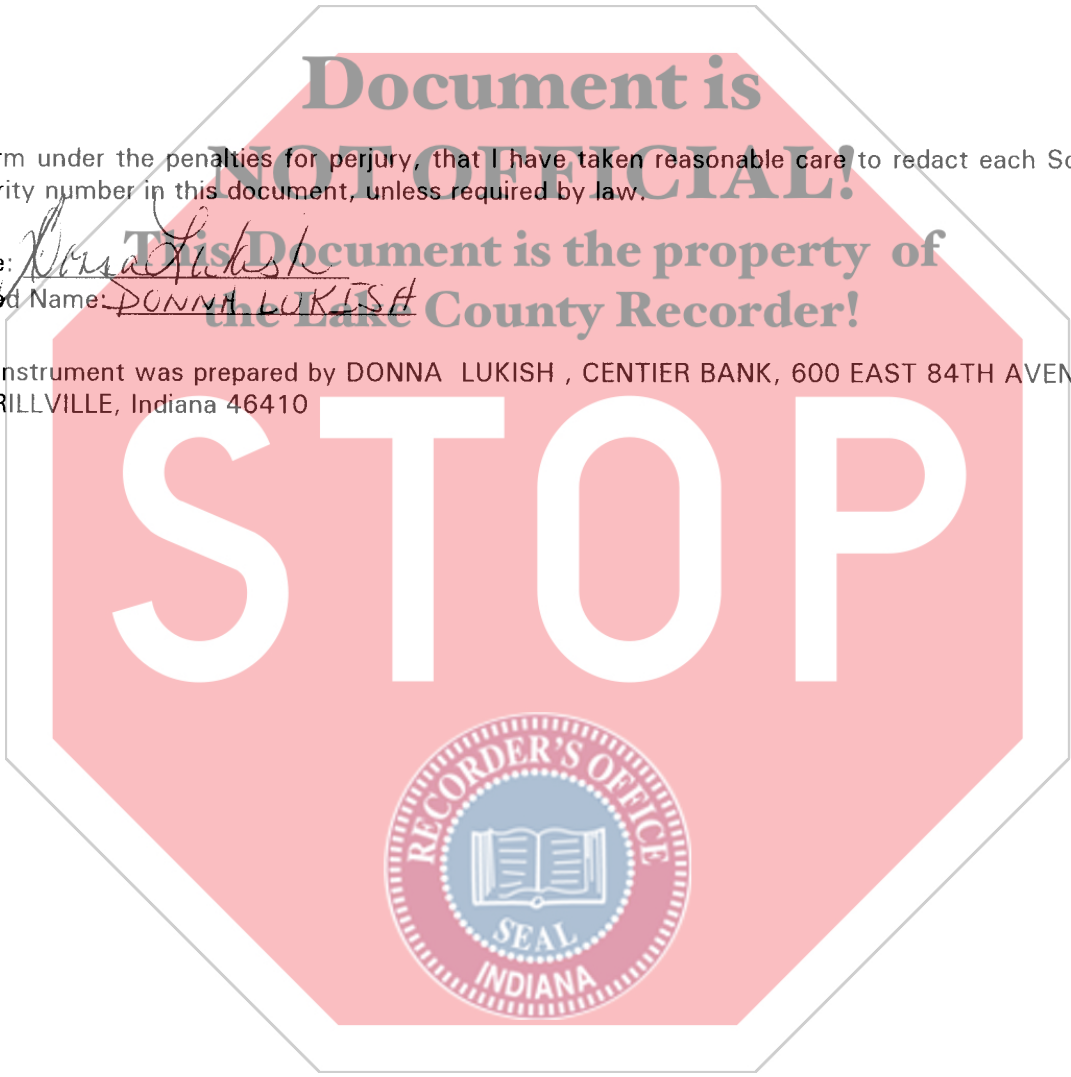 Document is
rm under the penalties for perjury, that I have taken reasonable care to redact each So
NOT OFFICIAL!
rity number in this document, unless required by law.
e: Donna Lukish
This Document is the property of
d Name: DONNA LUKISH
the Lake County Recorder!
nstrument was prepared by DONNA LUKISH , CENTIER BANK, 600 EAST 84TH AVEN
RILLVILLE, Indiana 46410
STOP
RECORDER'S OFFICE
SEAL
INDIANA